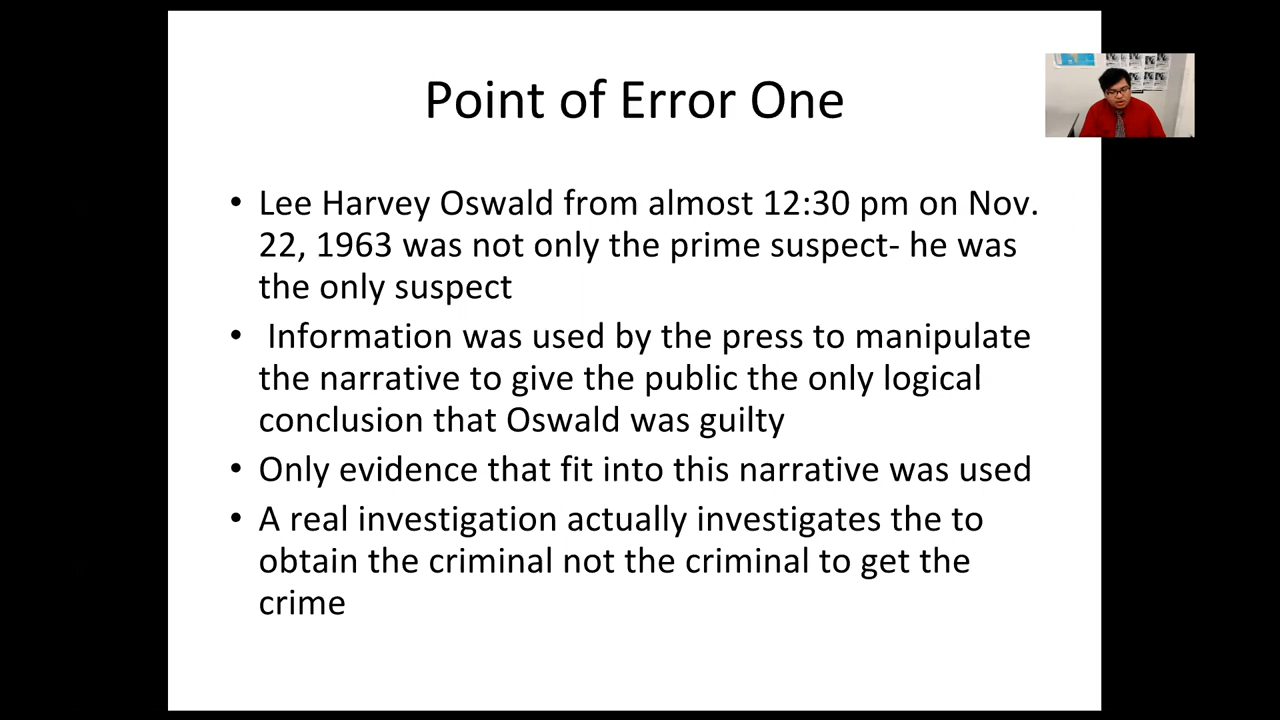 Point of Error One
• Lee Harvey Oswald from almost 12:30 pm on Nov.
22, 1963 was not only the prime suspect- he was
the only suspect
• Information was used by the press to manipulate
the narrative to give the public the only logical
conclusion that Oswald was guilty
• Only evidence that fit into this narrative was used
• A real investigation actually investigates the to
obtain the criminal not the criminal to get the
crime